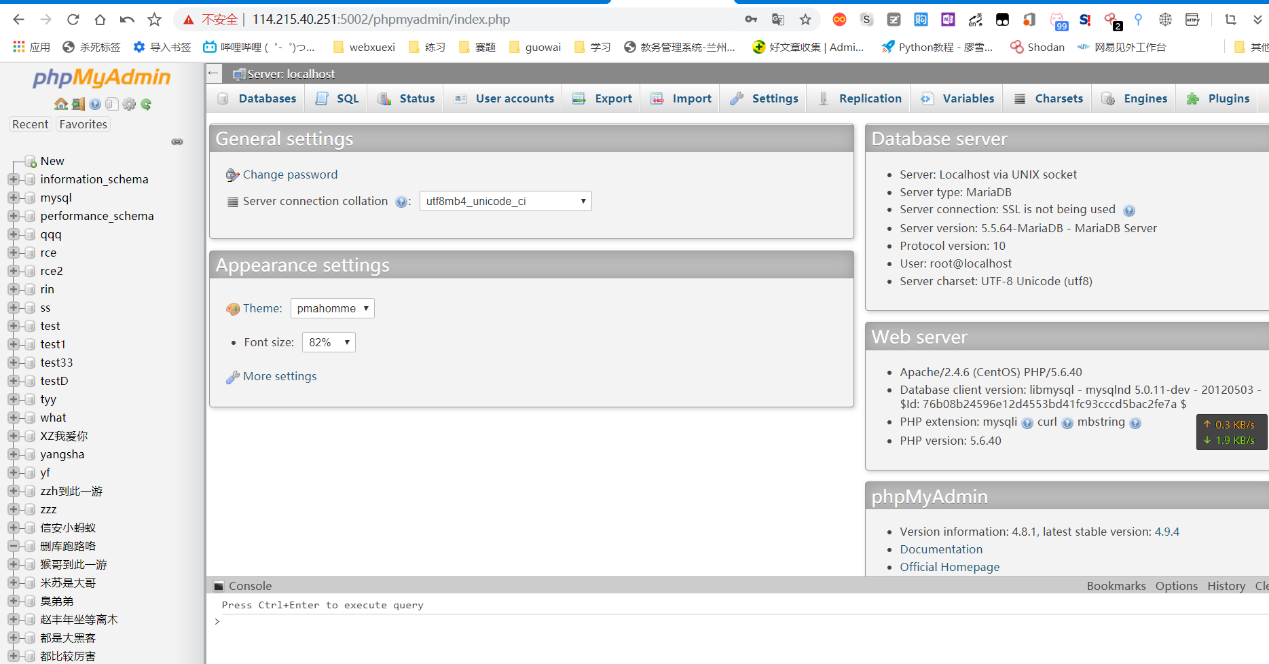 不安全 114.215.40.251:5002/phpmyadmin/index.php
应用 杀死标签 导入书签 哔哩哔哩 (゜-゜)つ... webxuexi 练习 赛题 guowai 学习 教务管理系统-兰州... 好文章收集 | Admi... Python教程 - 廖雪... Shodan 网易见外工作台 其他
phpMyAdmin
Recent Favorites
New
information_schema
mysql
performance_schema
qqq
rce
rce2
rin
ss
test
test1
test33
testD
tyy
what
XZ我爱你
yangsha
yf
zzh到此一游
zzz
信安小蚂蚁
删库跑路咯
猴哥到此一游
米苏是大哥
臭弟弟
赵丰年坐等离木
都是大黑客
都比较厉害
Server: localhost
Databases SQL Status User accounts Export Import Settings Replication Variables Charsets Engines Plugins
General settings
Change password
Server connection collation : utf8mb4_unicode_ci
Appearance settings
Theme: pmahomme
Font size: 82%
More settings
Database server
Server: Localhost via UNIX socket
Server type: MariaDB
Server connection: SSL is not being used
Server version: 5.5.64-MariaDB - MariaDB Server
Protocol version: 10
User: root@localhost
Server charset: UTF-8 Unicode (utf8)
Web server
Apache/2.4.6 (CentOS) PHP/5.6.40
Database client version: libmysql - mysqlnd 5.0.11-dev - 20120503 -
$Id: 76b08b24596e12d4553bd41fc93cccd5bac2fe7a $
PHP extension: mysqli curl mbstring
PHP version: 5.6.40
↑ 0.3 KB/s
↓ 1.9 KB/s
phpMyAdmin
Version information: 4.8.1, latest stable version: 4.9.4
Documentation
Official Homepage
Console Bookmarks Options History Cle
Press Ctrl+Enter to execute query
>